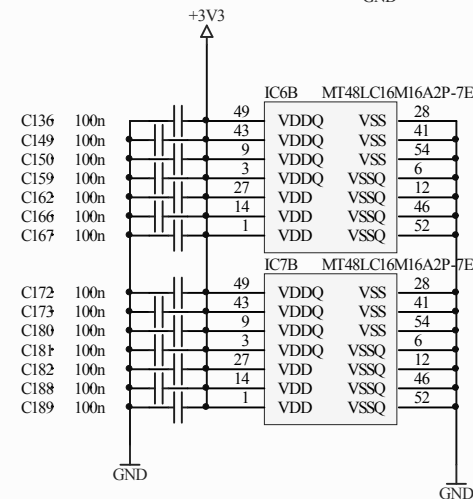 GND
+3V3
IC6B MT48LC16M16A2P-7E
C136 100n 49 VDDQ VSS 28
C149 100n 43 VDDQ VSS 41
C150 100n 9 VDDQ VSS 54
C159 100n 3 VDDQ VSSQ 6
C162 100n 27 VDD VSSQ 12
C166 100n 14 VDD VSSQ 46
C167 100n 1 VDD VSSQ 52
IC7B MT48LC16M16A2P-7E
C172 100n 49 VDDQ VSS 28
C173 100n 43 VDDQ VSS 41
C180 100n 9 VDDQ VSS 54
C181 100n 3 VDDQ VSSQ 6
C182 100n 27 VDD VSSQ 12
C188 100n 14 VDD VSSQ 46
C189 100n 1 VDD VSSQ 52
GND
GND